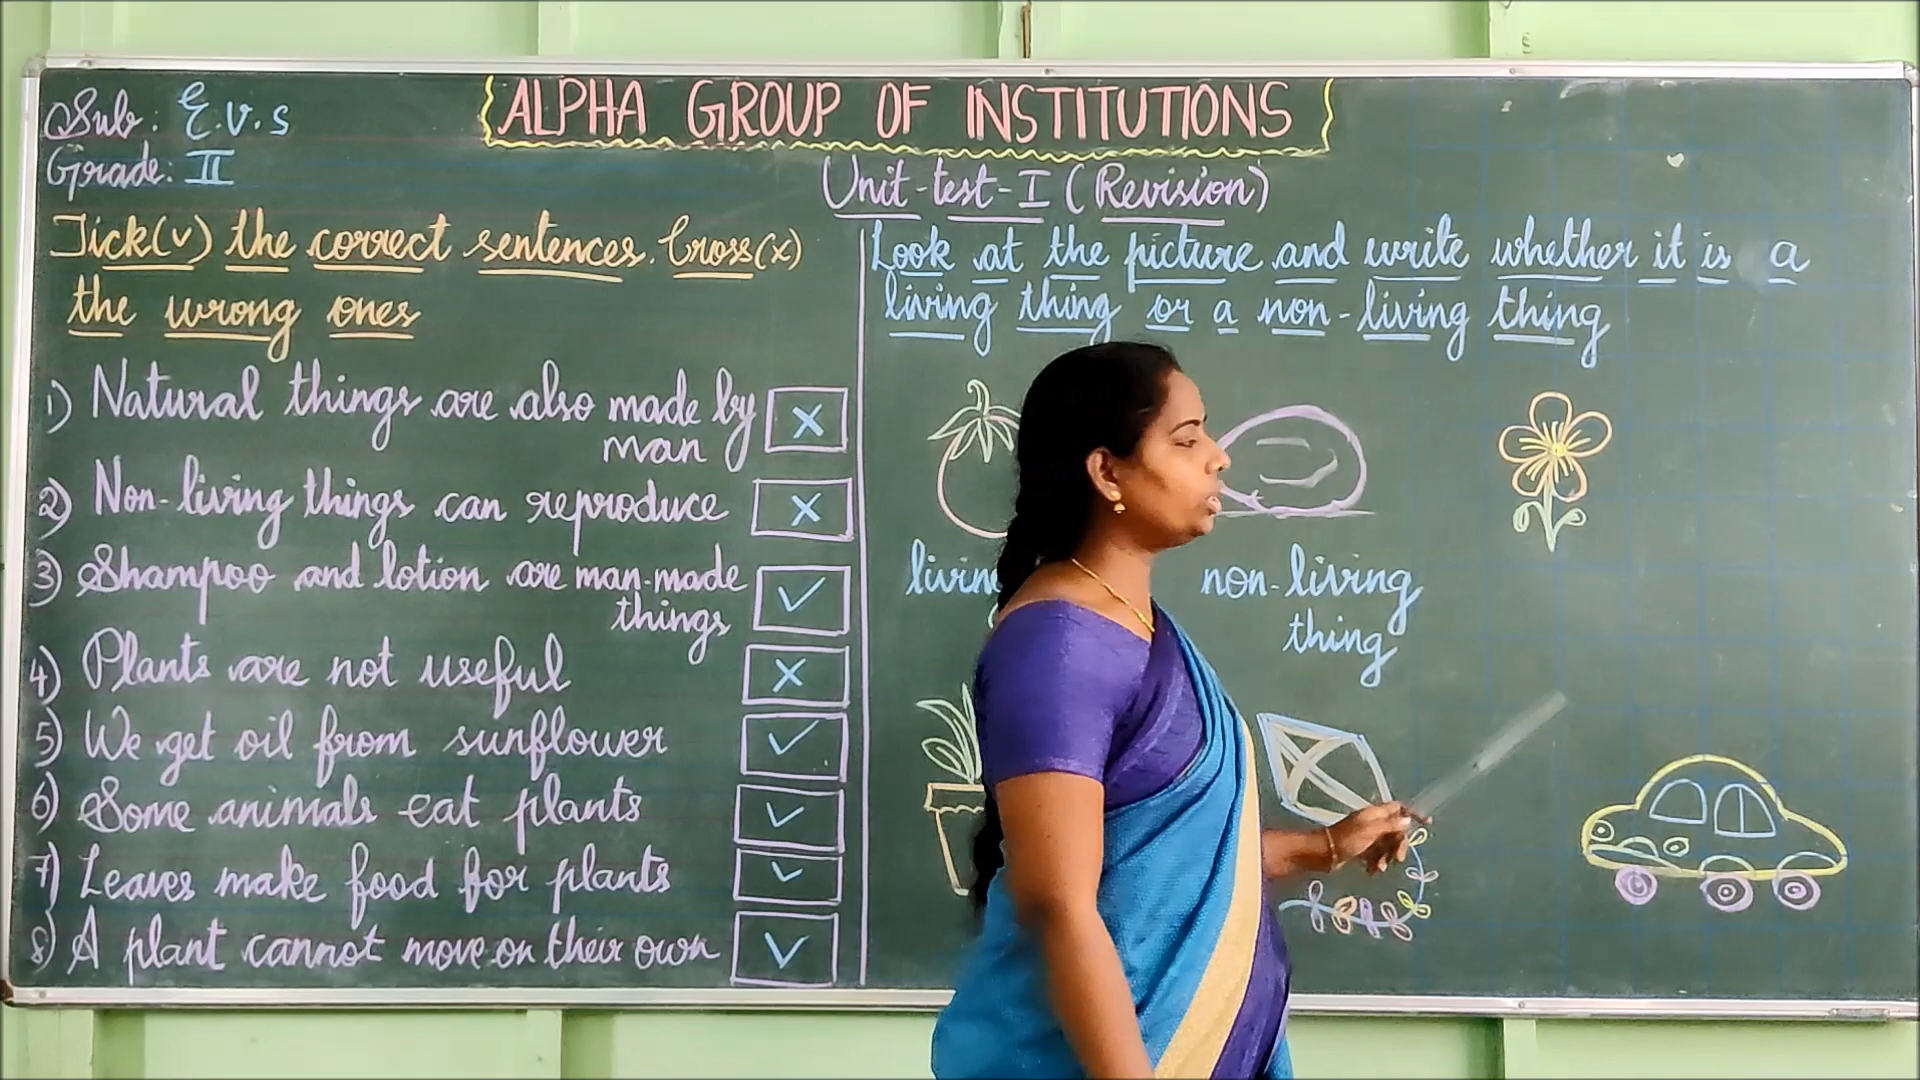 Sub: E.V.S
Grade: II
ALPHA GROUP OF INSTITUTIONS
Unit-test-I (Revision)
Tick(v) the correct sentences. Cross(x)
the wrong ones
1) Natural things are also made by
man
x
2) Non-living things can reproduce x
3) Shampoo and lotion are man-made
things
✓
4) Plants are not useful x
5) We get oil from sunflower ✓
6) Some animals eat plants ✓
7) Leaves make food for plants ✓
8) A plant cannot move on their own ✓
Look at the picture and write whether it is a
living thing or a non-living thing
non-living
thing